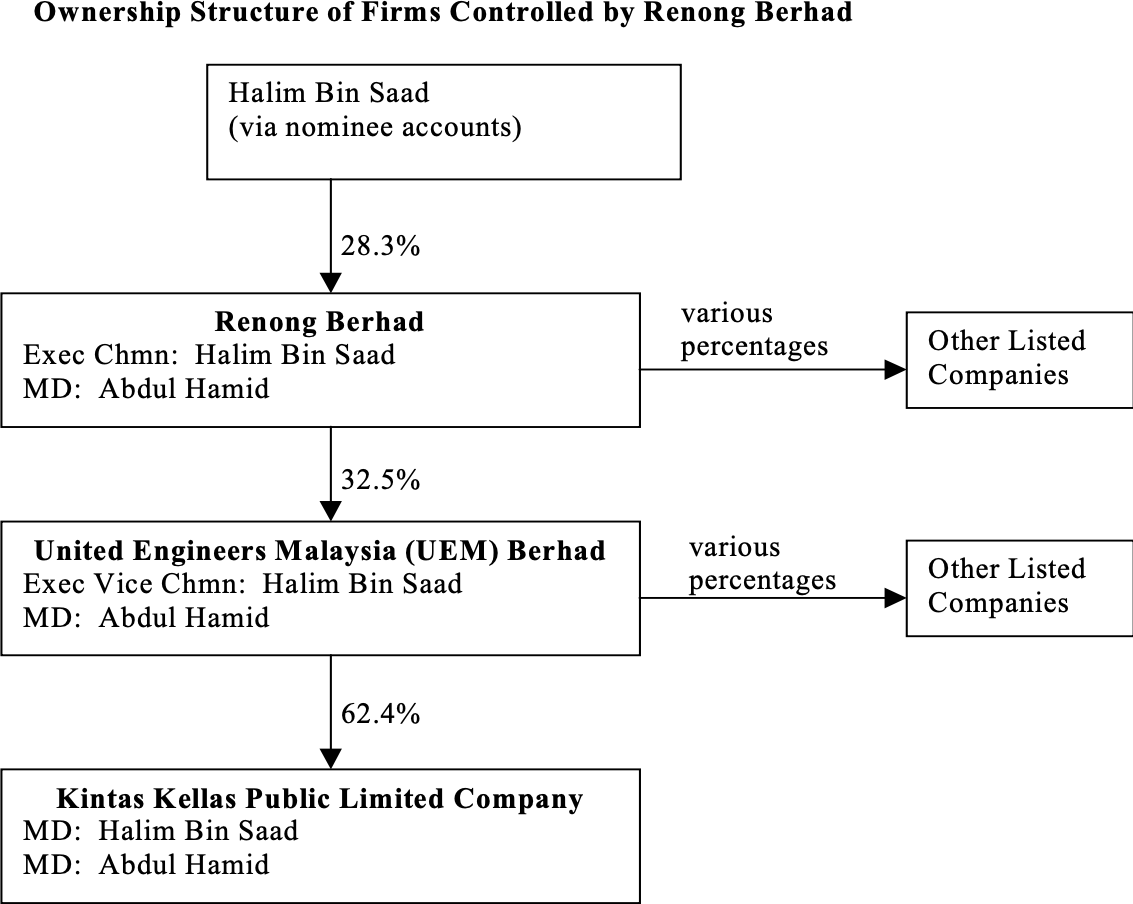 Ownership Structure of Firms Controlled by Renong Berhad
Halim Bin Saad
(via nominee accounts)
28.3%
Renong Berhad
Exec Chmn: Halim Bin Saad
MD: Abdul Hamid
various
percentages
Other Listed
Companies
32.5%
United Engineers Malaysia (UEM) Berhad
Exec Vice Chmn: Halim Bin Saad
MD: Abdul Hamid
various
percentages
Other Listed
Companies
62.4%
Kintas Kellas Public Limited Company
MD: Halim Bin Saad
MD: Abdul Hamid